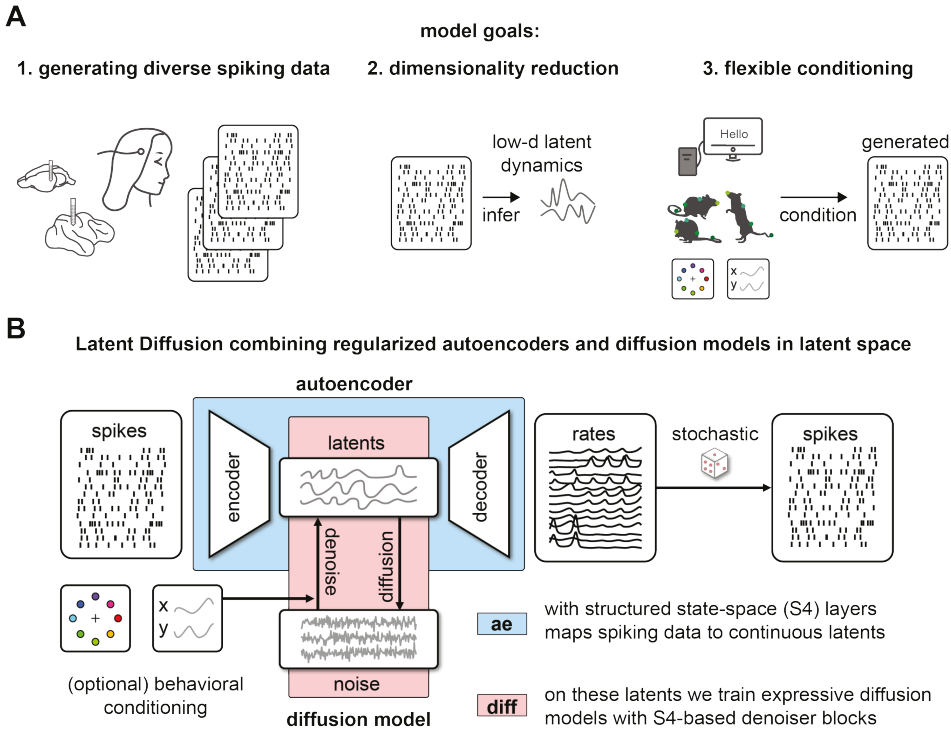 A
model goals:
1. generating diverse spiking data
2. dimensionality reduction
3. flexible conditioning
low-d latent
dynamics
infer
Hello
x
y
condition
generated
B
Latent Diffusion combining regularized autoencoders and diffusion models in latent space
autoencoder
spikes
encoder
latents
decoder
rates
stochastic
spikes
denoise
diffusion
x
y
(optional) behavioral
conditioning
noise
diffusion model
ae
with structured state-space (S4) layers
maps spiking data to continuous latents
diff
on these latents we train expressive diffusion
models with S4-based denoiser blocks